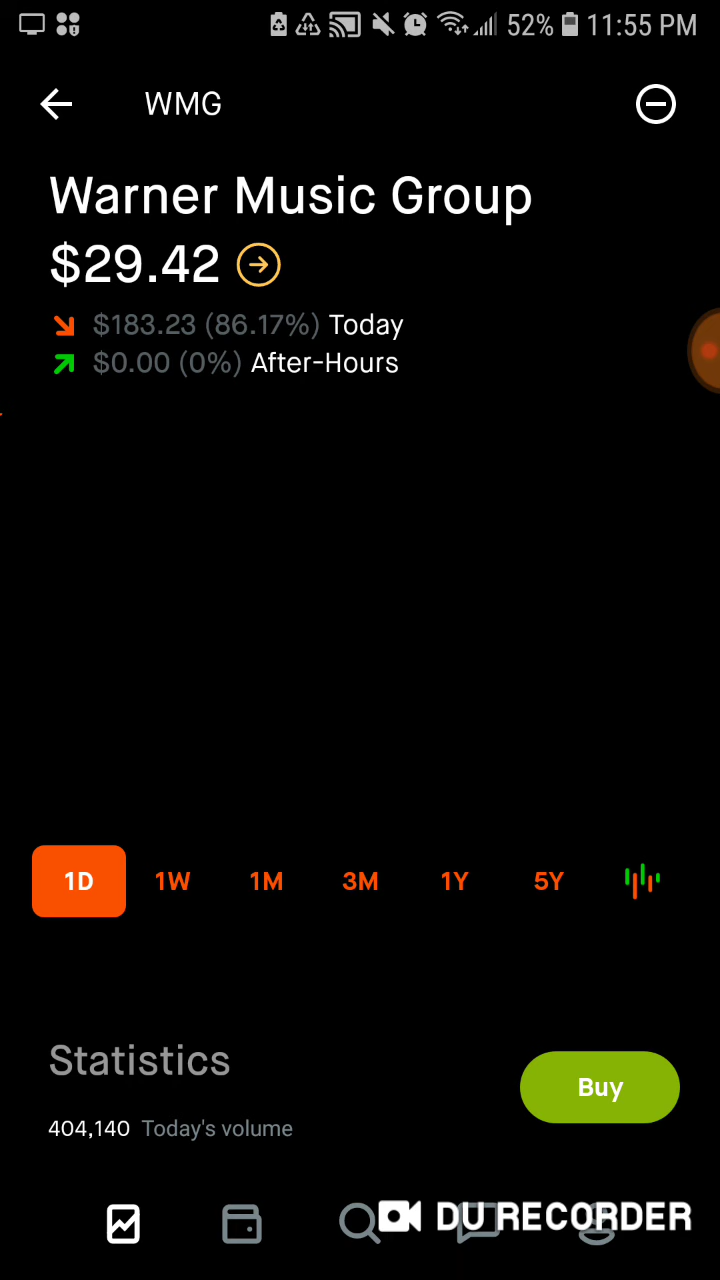 52% 11:55 PM
WMG
Warner Music Group
$29.42
$183.23 (86.17%) Today
$0.00 (0%) After-Hours
1D 1W 1M 3M 1Y 5Y
Statistics
Buy
404,140 Today's volume
DU RECORDER